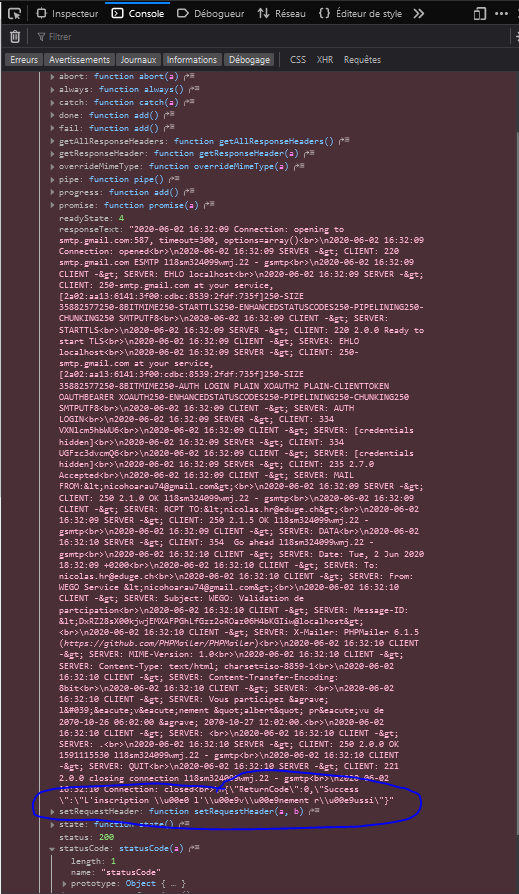 Inspecteur Console Débogueur Réseau {} Éditeur de style
Filtrer
Erreurs Avertissements Journaux Informations Débogage CSS XHR Requêtes
abort: function abort(a)
always: function always()
catch: function catch(a)
done: function add()
fail: function add()
getAllResponseHeaders: function getAllResponseHeaders()
getResponseHeader: function getResponseHeader(a)
overrideMimeType: function overrideMimeType(a)
pipe: function pipe()
progress: function add()
promise: function promise(a)
readyState: 4
responseText: "2020-06-02 16:32:09 Connection: opening to
smtp.gmail.com:587, timeout=300, options=array()<br>\n2020-06-02 16:32:09
Connection: opened<br>\n2020-06-02 16:32:09 SERVER -&gt; CLIENT: 220
smtp.gmail.com ESMTP l18sm324099wmj.22 - gsmtp<br>\n2020-06-02 16:32:09
CLIENT -&gt; SERVER: EHLO localhost<br>\n2020-06-02 16:32:09 SERVER -&gt;
CLIENT: 250-smtp.gmail.com at your service,
[2a02:aa13:6141:3f00:cdbc:8539:2fdf:735f]250-SIZE
35882577250-8BITMIME250-STARTTLS250-ENHANCEDSTATUSCODES250-PIPELINING250-
CHUNKING250 SMTPUTF8<br>\n2020-06-02 16:32:09 CLIENT -&gt; SERVER:
STARTTLS<br>\n2020-06-02 16:32:09 SERVER -&gt; CLIENT: 220 2.0.0 Ready to
start TLS<br>\n2020-06-02 16:32:09 CLIENT -&gt; SERVER: EHLO
localhost<br>\n2020-06-02 16:32:09 SERVER -&gt; CLIENT: 250-
smtp.gmail.com at your service,
[2a02:aa13:6141:3f00:cdbc:8539:2fdf:735f]250-SIZE
35882577250-8BITMIME250-AUTH LOGIN PLAIN XOAUTH2 PLAIN-CLIENTTOKEN
OAUTHBEARER XOAUTH250-ENHANCEDSTATUSCODES250-PIPELINING250-CHUNKING250
SMTPUTF8<br>\n2020-06-02 16:32:09 CLIENT -&gt; SERVER: AUTH
LOGIN<br>\n2020-06-02 16:32:09 SERVER -&gt; CLIENT: 334
VXNlcm5hbWU6<br>\n2020-06-02 16:32:09 CLIENT -&gt; SERVER: [credentials
hidden]<br>\n2020-06-02 16:32:09 SERVER -&gt; CLIENT: 334
UGFzc3dvcmQ6<br>\n2020-06-02 16:32:09 CLIENT -&gt; SERVER: [credentials
hidden]<br>\n2020-06-02 16:32:09 SERVER -&gt; CLIENT: 235 2.7.0
Accepted<br>\n2020-06-02 16:32:09 CLIENT -&gt; SERVER: MAIL
FROM:&lt;nicohoarau74@gmail.com&gt;<br>\n2020-06-02 16:32:09 SERVER -&gt;
CLIENT: 250 2.1.0 OK l18sm324099wmj.22 - gsmtp<br>\n2020-06-02 16:32:09
CLIENT -&gt; SERVER: RCPT TO:&lt;nicolas.hr@eduge.ch&gt;<br>\n2020-06-02
16:32:09 SERVER -&gt; CLIENT: 250 2.1.5 OK l18sm324099wmj.22 -
gsmtp<br>\n2020-06-02 16:32:09 CLIENT -&gt; SERVER: DATA<br>\n2020-06-02
16:32:10 SERVER -&gt; CLIENT: 354  Go ahead l18sm324099wmj.22 -
gsmtp<br>\n2020-06-02 16:32:10 CLIENT -&gt; SERVER: Date: Tue, 2 Jun 2020
18:32:09 +0200<br>\n2020-06-02 16:32:10 CLIENT -&gt; SERVER: To:
nicolas.hr@eduge.ch<br>\n2020-06-02 16:32:10 CLIENT -&gt; SERVER: From:
WEGO Service &lt;nicohoarau74@gmail.com&gt;<br>\n2020-06-02 16:32:10
CLIENT -&gt; SERVER: Subject: WEGO: Validation de
partcipation<br>\n2020-06-02 16:32:10 CLIENT -&gt; SERVER: Message-ID:
&lt;DxRZ28sX00kjwjEMXAFPGhLfGzz2oROaz06H4bKGIiw@localhost&gt;
<br>\n2020-06-02 16:32:10 CLIENT -&gt; SERVER: X-Mailer: PHPMailer 6.1.5
(https://github.com/PHPMailer/PHPMailer)<br>\n2020-06-02 16:32:10 CLIENT
-&gt; SERVER: MIME-Version: 1.0<br>\n2020-06-02 16:32:10 CLIENT -&gt;
SERVER: Content-Type: text/html; charset=iso-8859-1<br>\n2020-06-02
16:32:10 CLIENT -&gt; SERVER: Content-Transfer-Encoding:
8bit<br>\n2020-06-02 16:32:10 CLIENT -&gt; SERVER: <br>\n2020-06-02
16:32:10 CLIENT -&gt; SERVER: Vous participez &agrave;
l&#039;&eacute;v&eacute;nement &quot;albert&quot; pr&eacute;vu de
2070-10-26 06:02:00 &agrave; 2070-10-27 12:02:00.<br>\n2020-06-02
16:32:10 CLIENT -&gt; SERVER: <br>\n2020-06-02 16:32:10 CLIENT -&gt;
SERVER: .<br>\n2020-06-02 16:32:10 SERVER -&gt; CLIENT: 250 2.0.0 OK
1591115530 l18sm324099wmj.22 - gsmtp<br>\n2020-06-02 16:32:10 CLIENT -&gt;
SERVER: QUIT<br>\n2020-06-02 16:32:10 SERVER -&gt; CLIENT: 221
2.0.0 closing connection l18sm324099wmj.22 - gsmtp<br>\n2020-06-02
16:32:10 Connection: closed<br>\n{\"ReturnCode\":0,\"Success
\":\"L'inscription \\u00e0 l'\\u00e9v\\u00e9nement r\\u00e9ussi\"}"
setRequestHeader: function setRequestHeader(a, b)
state: function state()
status: 200
statusCode: statusCode(a)
length: 1
name: "statusCode"
prototype: Object { … }